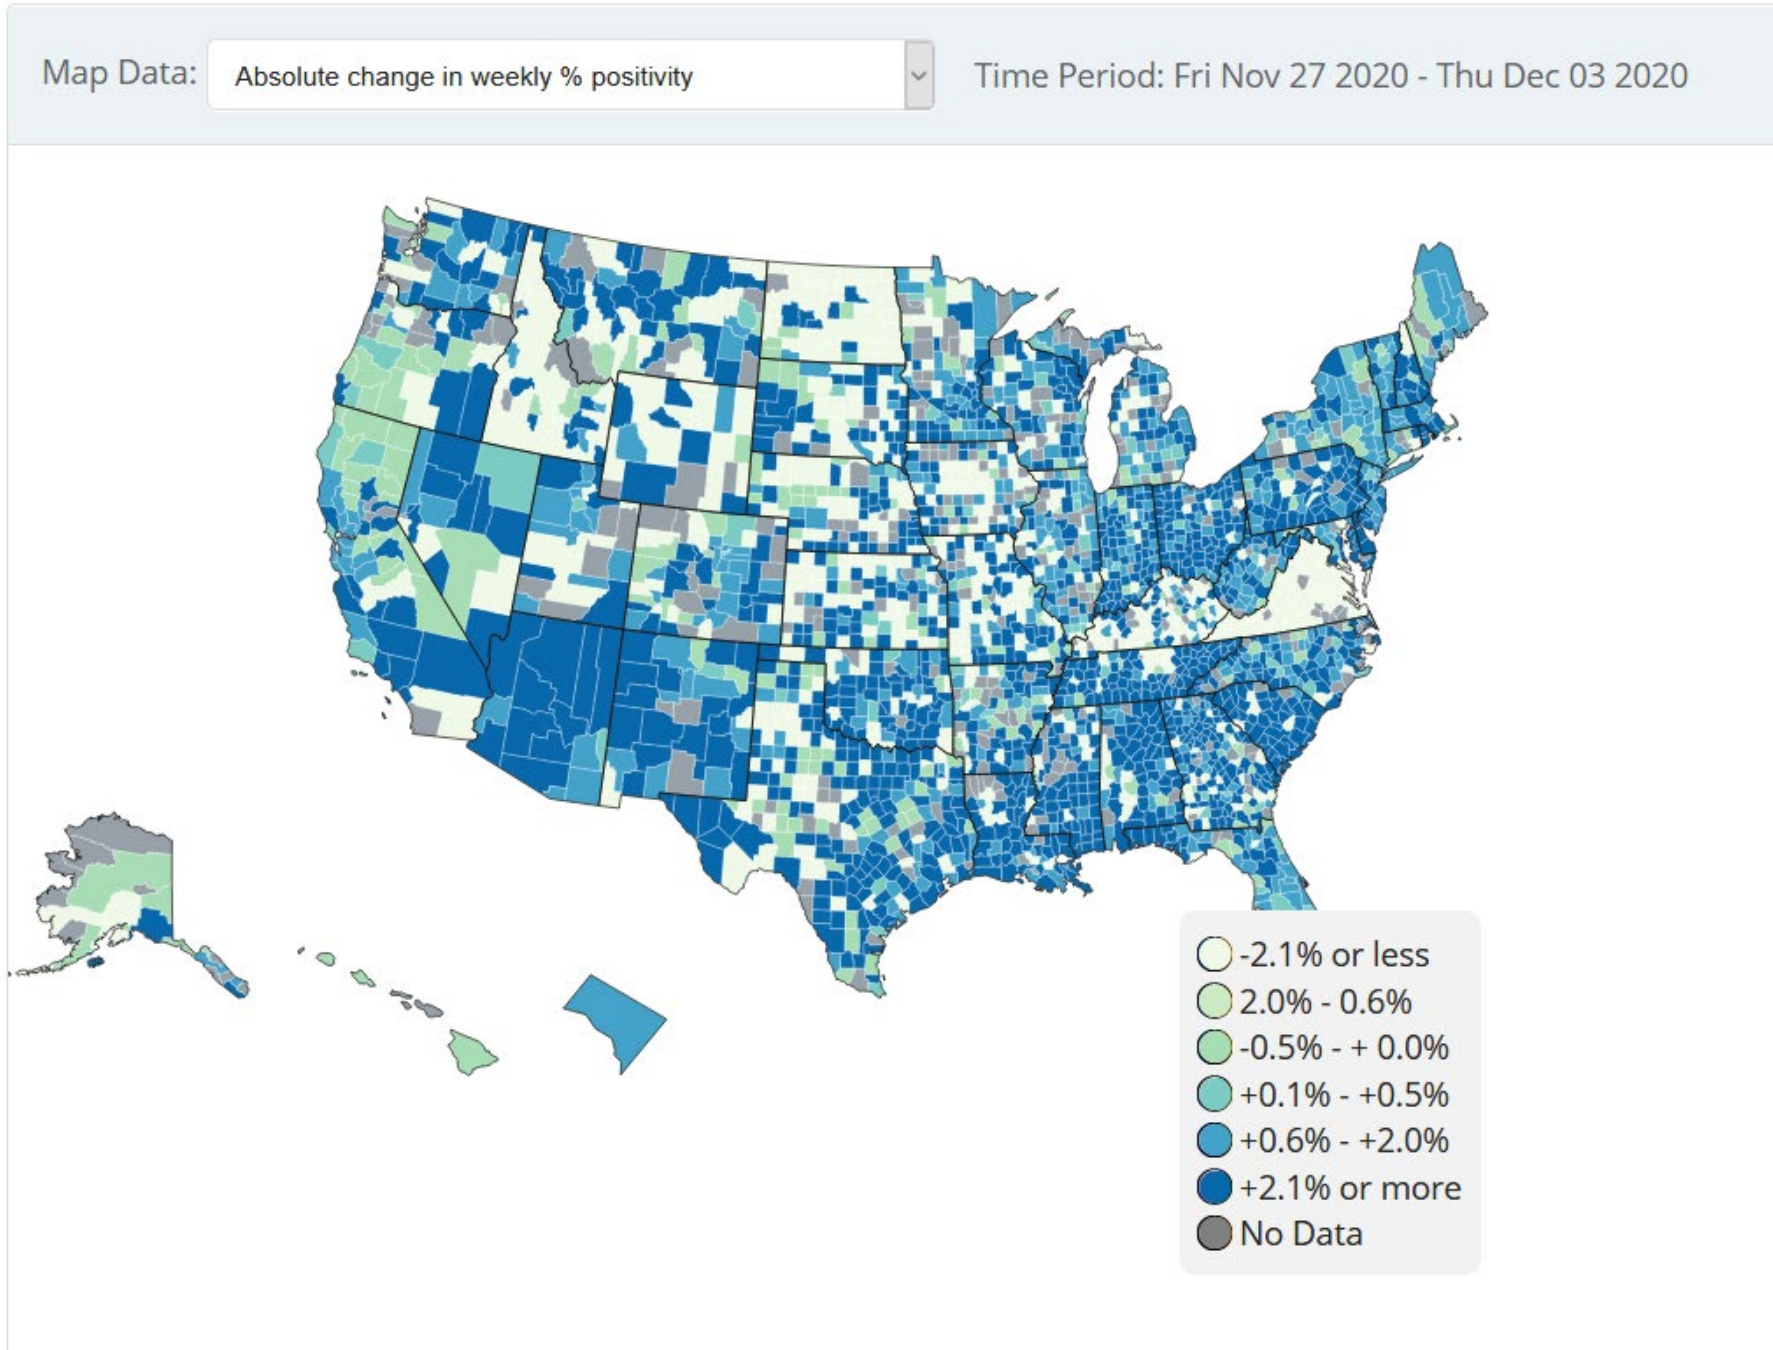 Map Data: Absolute change in weekly % positivity Time Period: Fri Nov 27 2020 - Thu Dec 03 2020
-2.1% or less
2.0% - 0.6%
-0.5% - + 0.0%
+0.1% - +0.5%
+0.6% - +2.0%
+2.1% or more
No Data